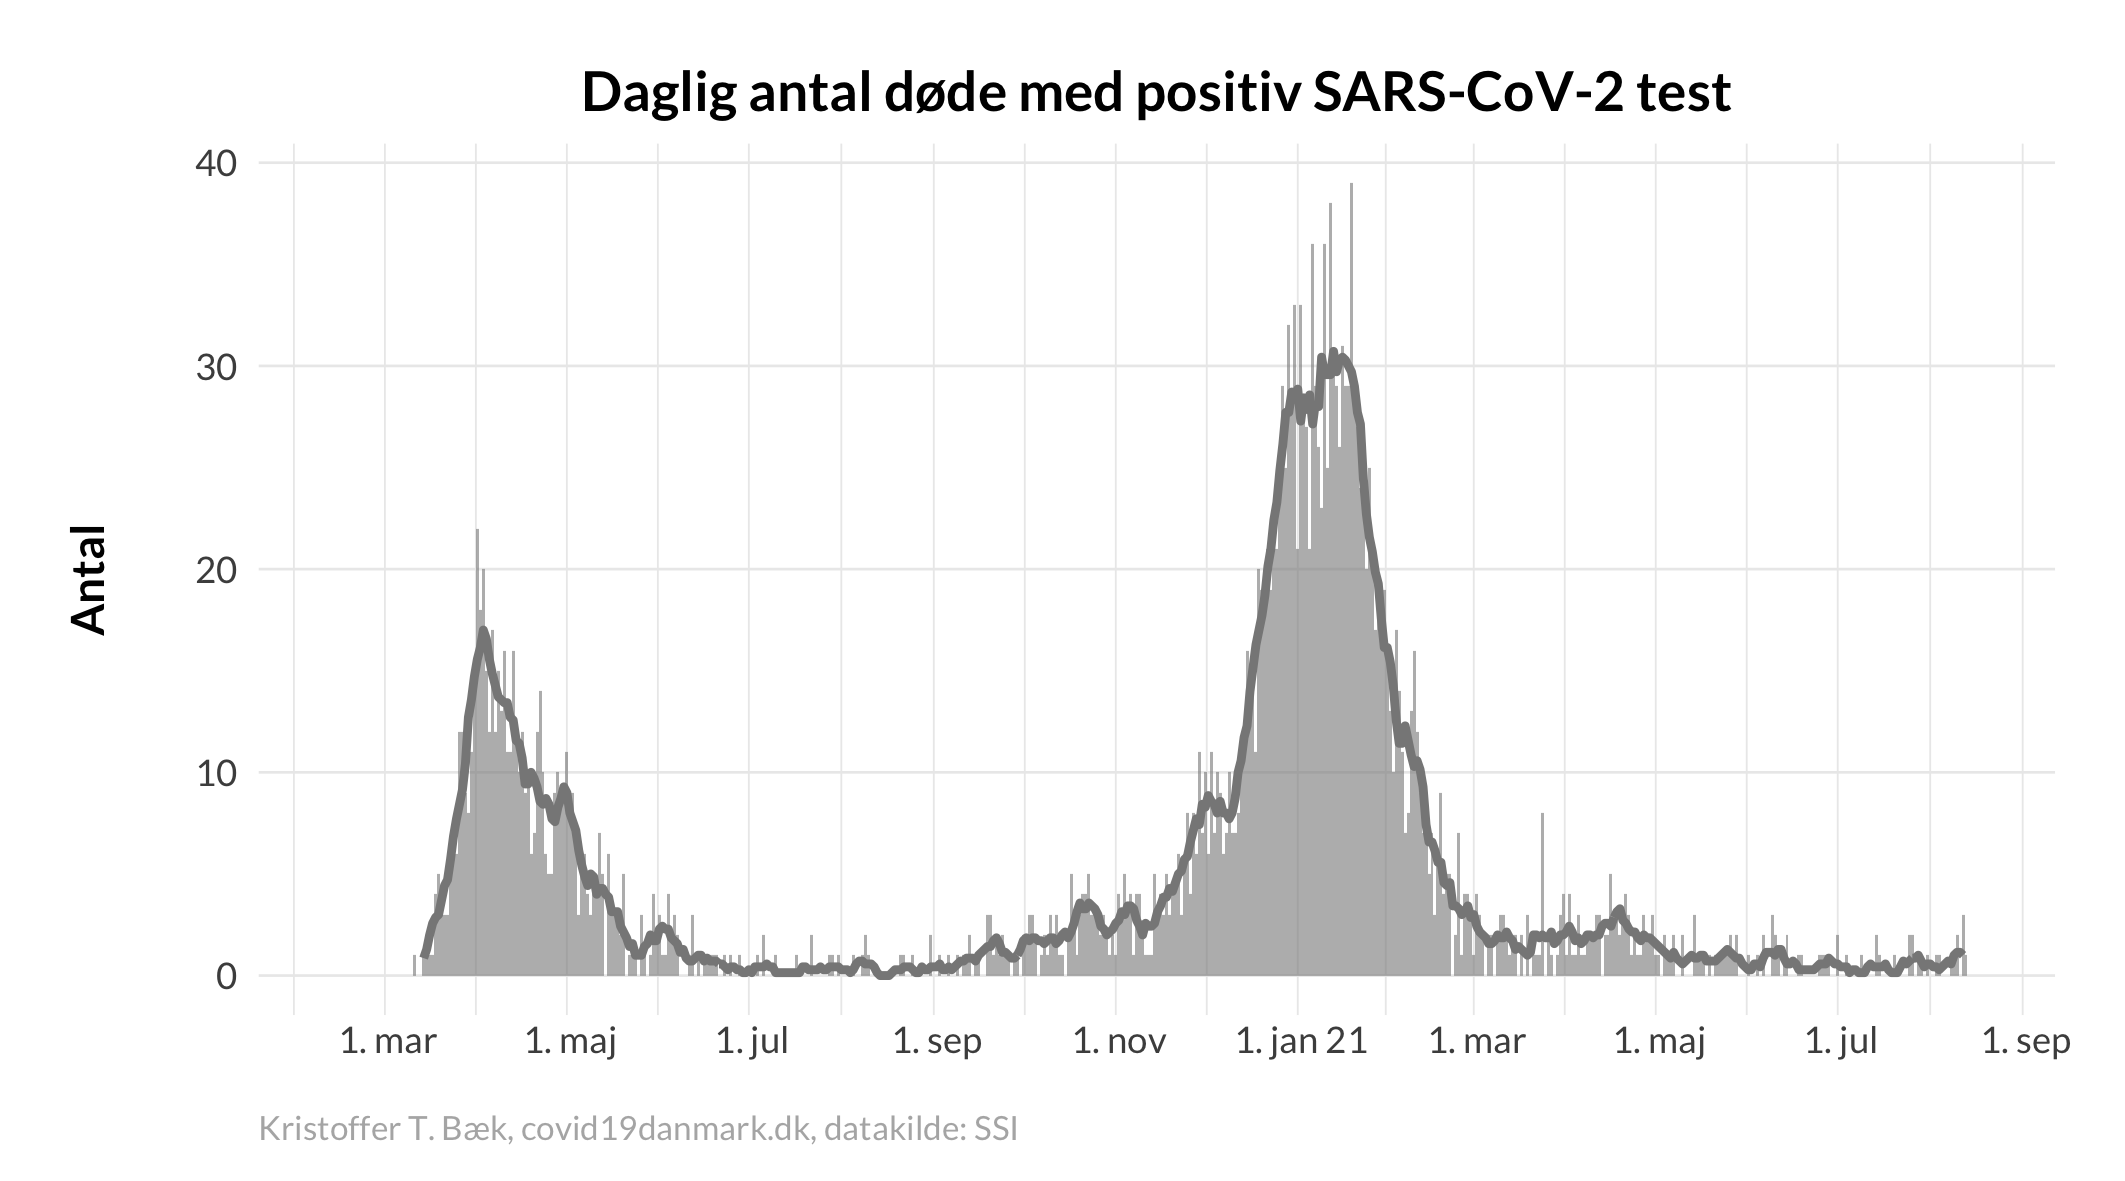 Daglig antal døde med positiv SARS-CoV-2 test
40
30
20
10
0
Antal
1. mar 1. maj 1. jul 1. sep 1. nov 1. jan 21 1. mar 1. maj 1. jul 1. sep
Kristoffer T. Bæk, covid19danmark.dk, datakilde: SSI